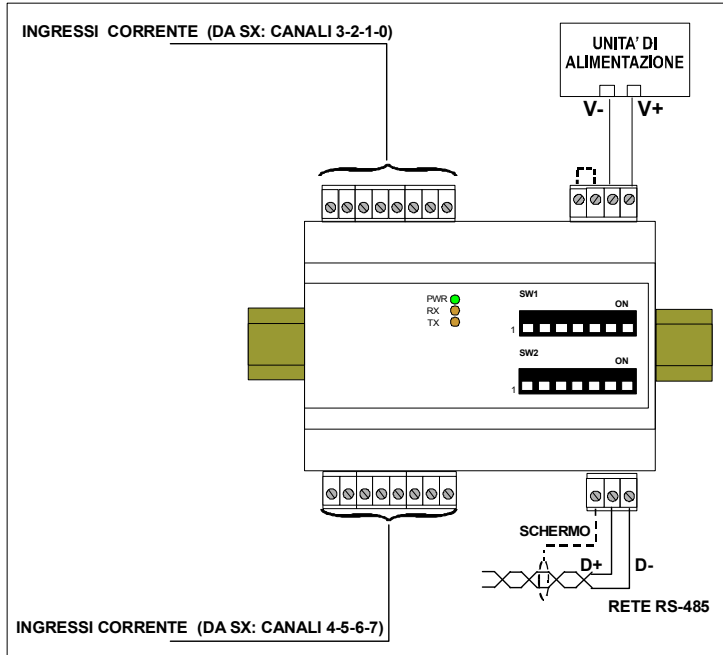 INGRESSI CORRENTE (DA SX: CANALI 3-2-1-0)
UNITA' DI
ALIMENTAZIONE
V- V+
PWR
RX
TX
SW1
ON
1
SW2
ON
1
SCHERMO
D+ D-
RETE RS-485
INGRESSI CORRENTE (DA SX: CANALI 4-5-6-7)